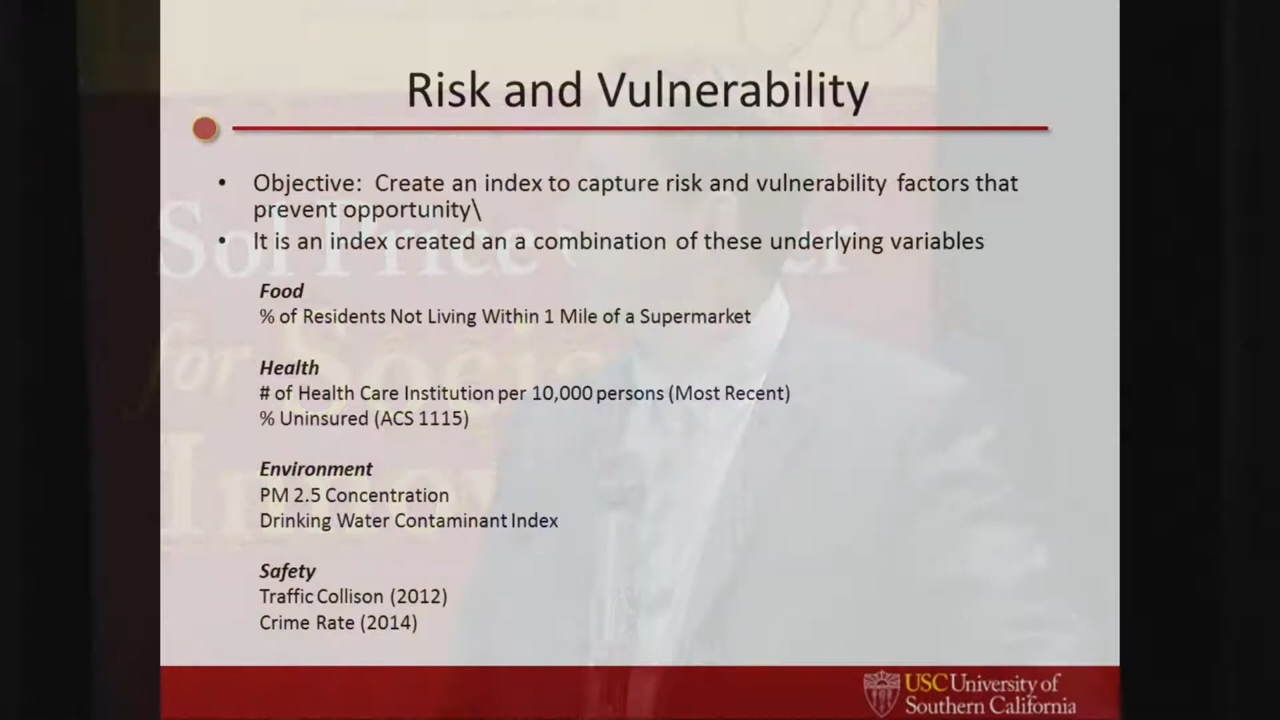 Risk and Vulnerability
• Objective: Create an index to capture risk and vulnerability factors that
prevent opportunity\
• It is an index created an a combination of these underlying variables
Food
% of Residents Not Living Within 1 Mile of a Supermarket
Health
# of Health Care Institution per 10,000 persons (Most Recent)
% Uninsured (ACS 1115)
Environment
PM 2.5 Concentration
Drinking Water Contaminant Index
Safety
Traffic Collison (2012)
Crime Rate (2014)
USC University of
Southern California
Sol Price
for